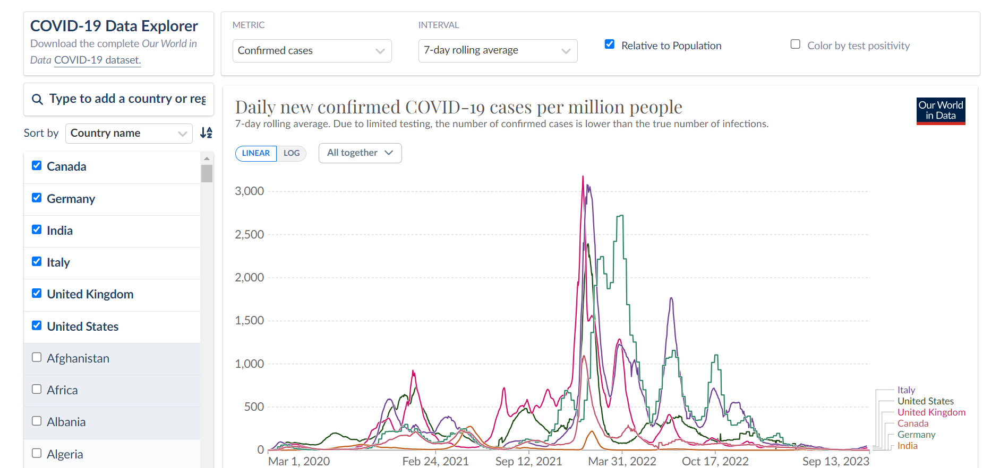 COVID-19 Data Explorer
Download the complete Our World in
Data COVID-19 dataset.
METRIC
Confirmed cases
INTERVAL
7-day rolling average
Relative to Population
Color by test positivity
Type to add a country or reg
Sort by
Country name
Canada
Germany
India
Italy
United Kingdom
United States
Afghanistan
Africa
Albania
Algeria
Daily new confirmed COVID-19 cases per million people
7-day rolling average. Due to limited testing, the number of confirmed cases is lower than the true number of infections.
Our World
in Data
LINEAR
LOG
All together
3,000
2,500
2,000
1,500
1,000
500
0
Mar 1, 2020
Feb 24, 2021
Sep 12, 2021
Mar 31, 2022
Oct 17, 2022
Sep 13, 2023
Italy
United States
United Kingdom
Canada
Germany
India